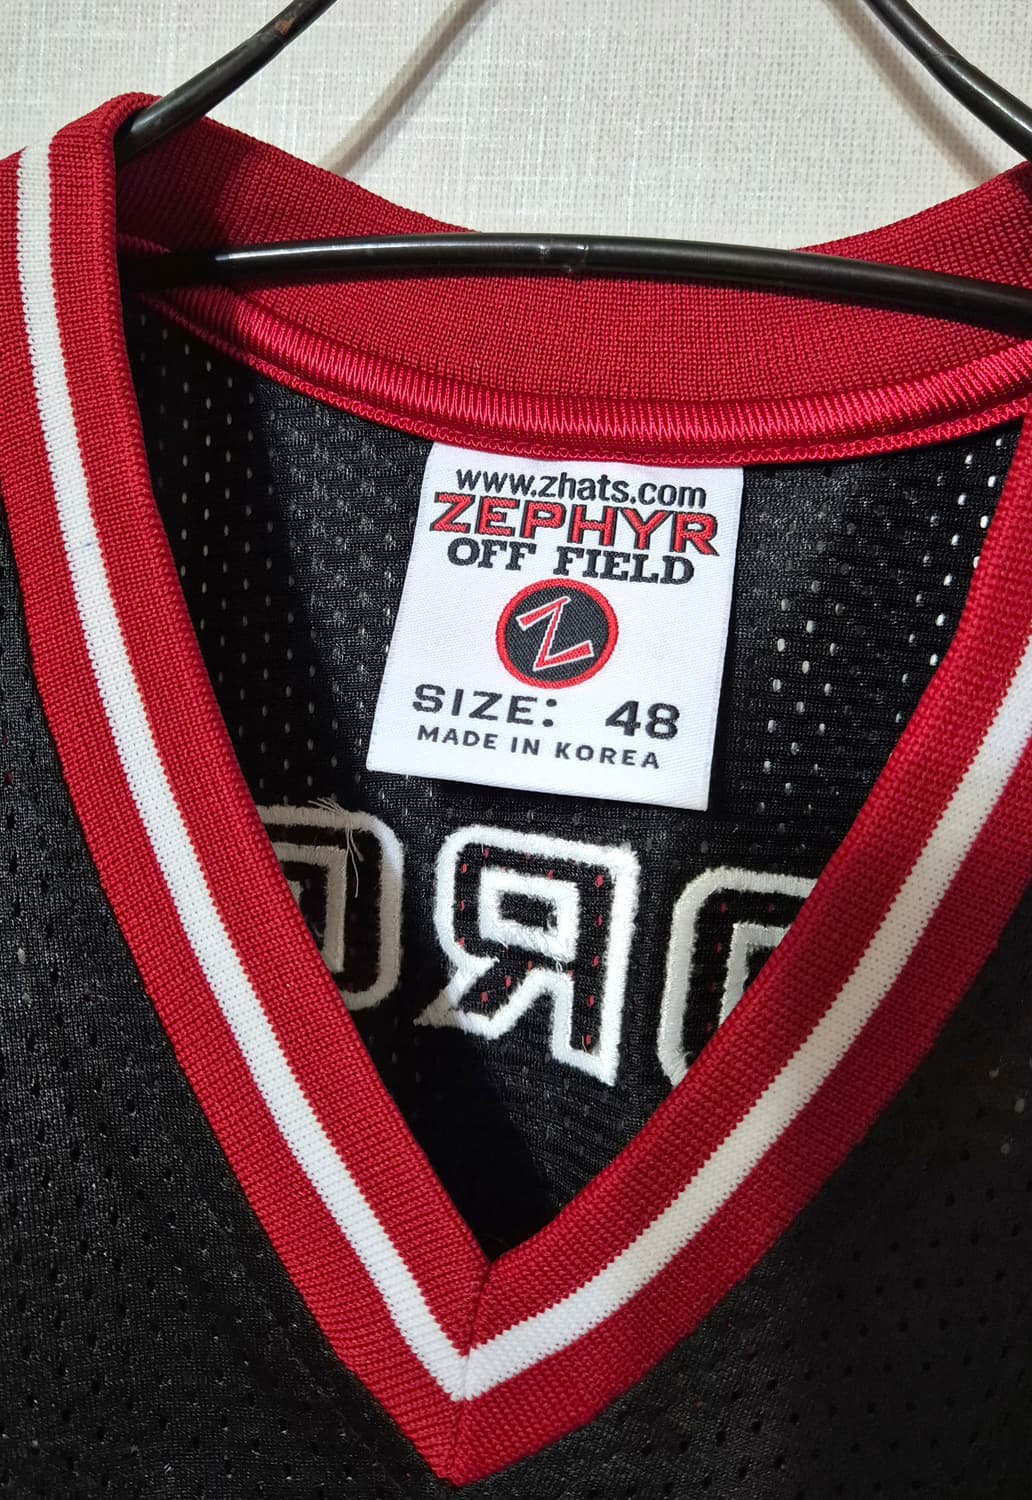 www.zhats.com
ZEPHYR
OFF FIELD
Z
SIZE: 48
MADE IN KOREA